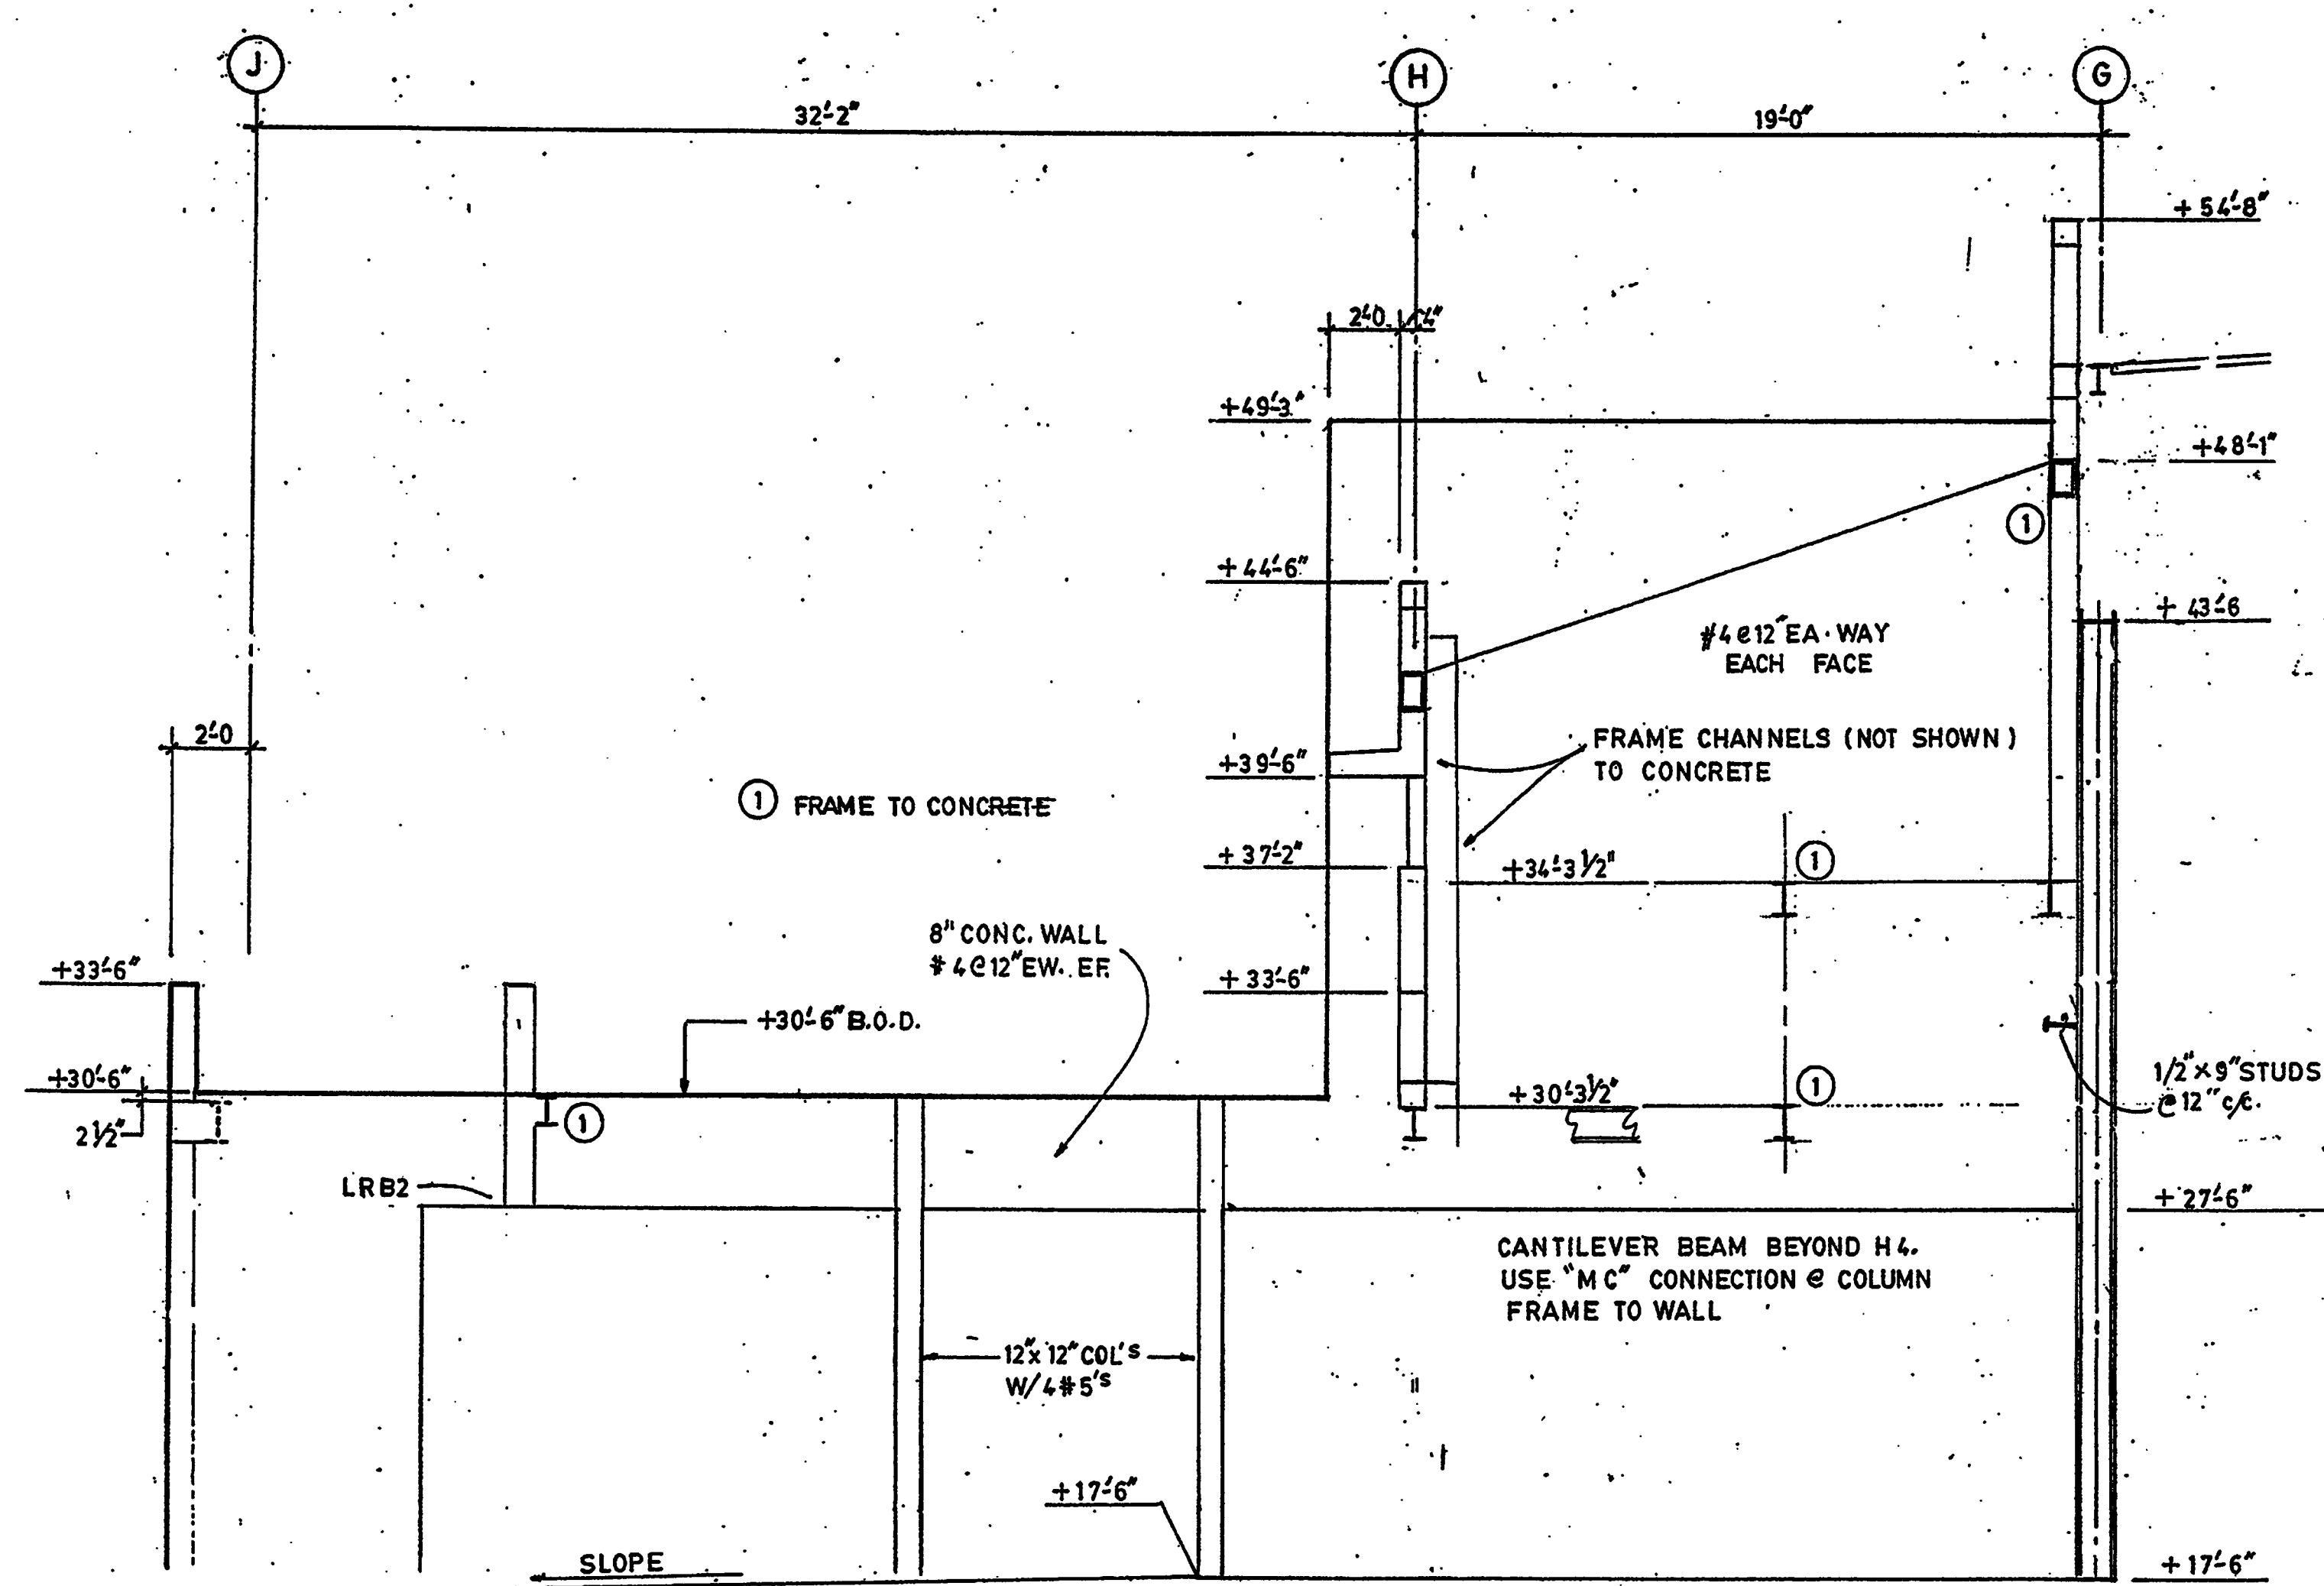 J
H
G
32'-2"
19'-0"
+54'-8"
2'-0 4"
+49'-3"
+48'-1"
1
+44'-6"
+43'-6
#4@12" EA. WAY
EACH FACE
2'-0
FRAME CHANNELS (NOT SHOWN)
TO CONCRETE
+39'-6"
1 FRAME TO CONCRETE
+37'-2"
+34'-3 1/2"
1
8" CONC. WALL
#4@12" EW. EF.
+33'-6"
+33'-6"
+30'-6" B.O.D.
+30'-6"
2 1/2"
1
+30'-3 1/2"
1
1/2" x 9" STUDS
@ 12" c/c.
LRB2
+27'-6"
CANTILEVER BEAM BEYOND H4.
USE "MC" CONNECTION @ COLUMN
FRAME TO WALL
12" x 12" COL'S
W/4#5'S
+17'-6"
SLOPE
+17'-6"